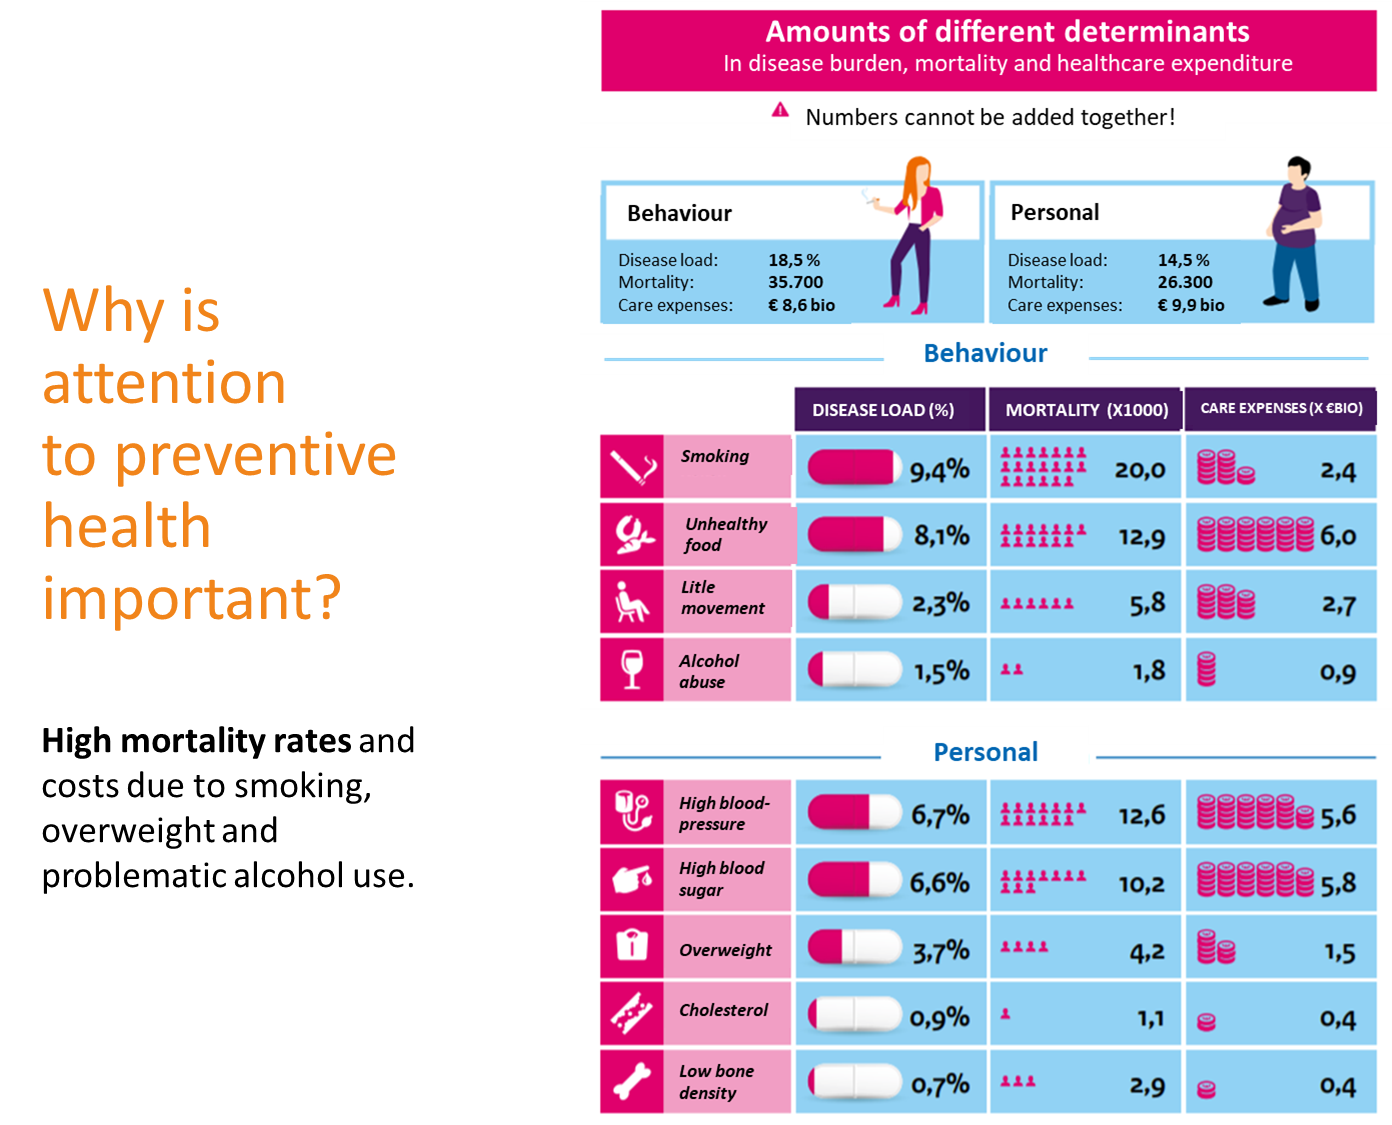 Why is
attention
to preventive
health
important?
High mortality rates and
costs due to smoking,
overweight and
problematic alcohol use.
Amounts of different determinants
In disease burden, mortality and healthcare expenditure
Numbers cannot be added together!
Behaviour
Disease load: 18,5 %
Mortality: 35.700
Care expenses: € 8,6 bio
Personal
Disease load: 14,5 %
Mortality: 26.300
Care expenses: € 9,9 bio
Behaviour
DISEASE LOAD (%) MORTALITY (X1000) CARE EXPENSES (X €BIO)
Smoking 9,4% 20,0 2,4
Unhealthy
food 8,1% 12,9 6,0
Litle
movement 2,3% 5,8 2,7
Alcohol
abuse 1,5% 1,8 0,9
Personal
High blood-
pressure 6,7% 12,6 5,6
High blood
sugar 6,6% 10,2 5,8
Overweight 3,7% 4,2 1,5
Cholesterol 0,9% 1,1 0,4
Low bone
density 0,7% 2,9 0,4